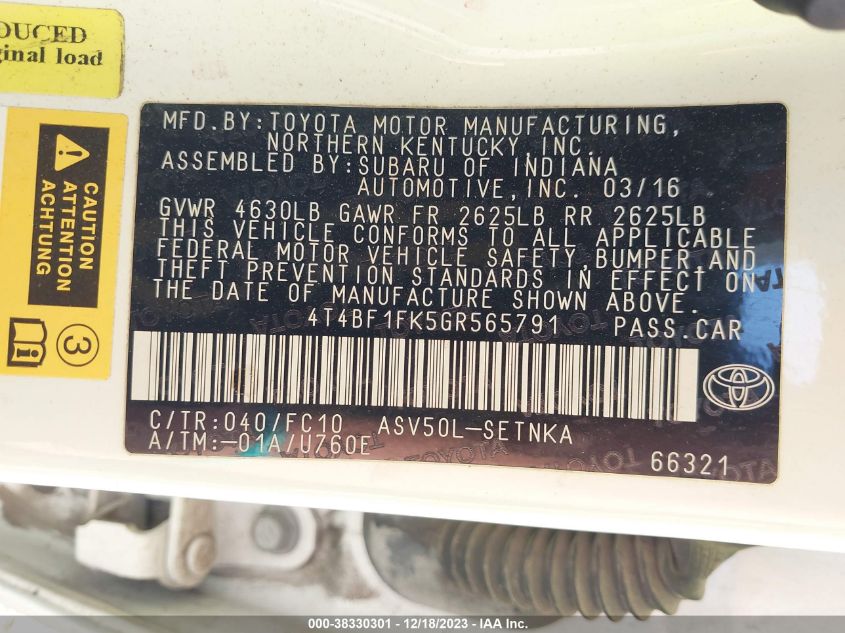 DUCED
ginal load
CAUTION
ATTENTION
ACHTUNG
3
MFD.BY:TOYOTA MOTOR MANUFACTURING,
NORTHERN KENTUCKY,INC.
ASSEMBLED BY:SUBARU OF INDIANA
AUTOMOTIVE,INC. 03/16
GVWR 4630LB GAWR FR 2625LB RR 2625LB
THIS VEHICLE CONFORMS TO ALL APPLICABLE
FEDERAL MOTOR VEHICLE SAFETY,BUMPER,AND
THEFT PREVENTION STANDARDS IN EFFECT ON
THE DATE OF MANUFACTURE SHOWN ABOVE.
4T4BF1FK5GR565791 PASS.CAR
C/TR:040/FC10 ASV50L-SETNKA
A/TM:-01A/U760E
66321
TOYOTA
000-38330301 - 12/18/2023 - IAA Inc.